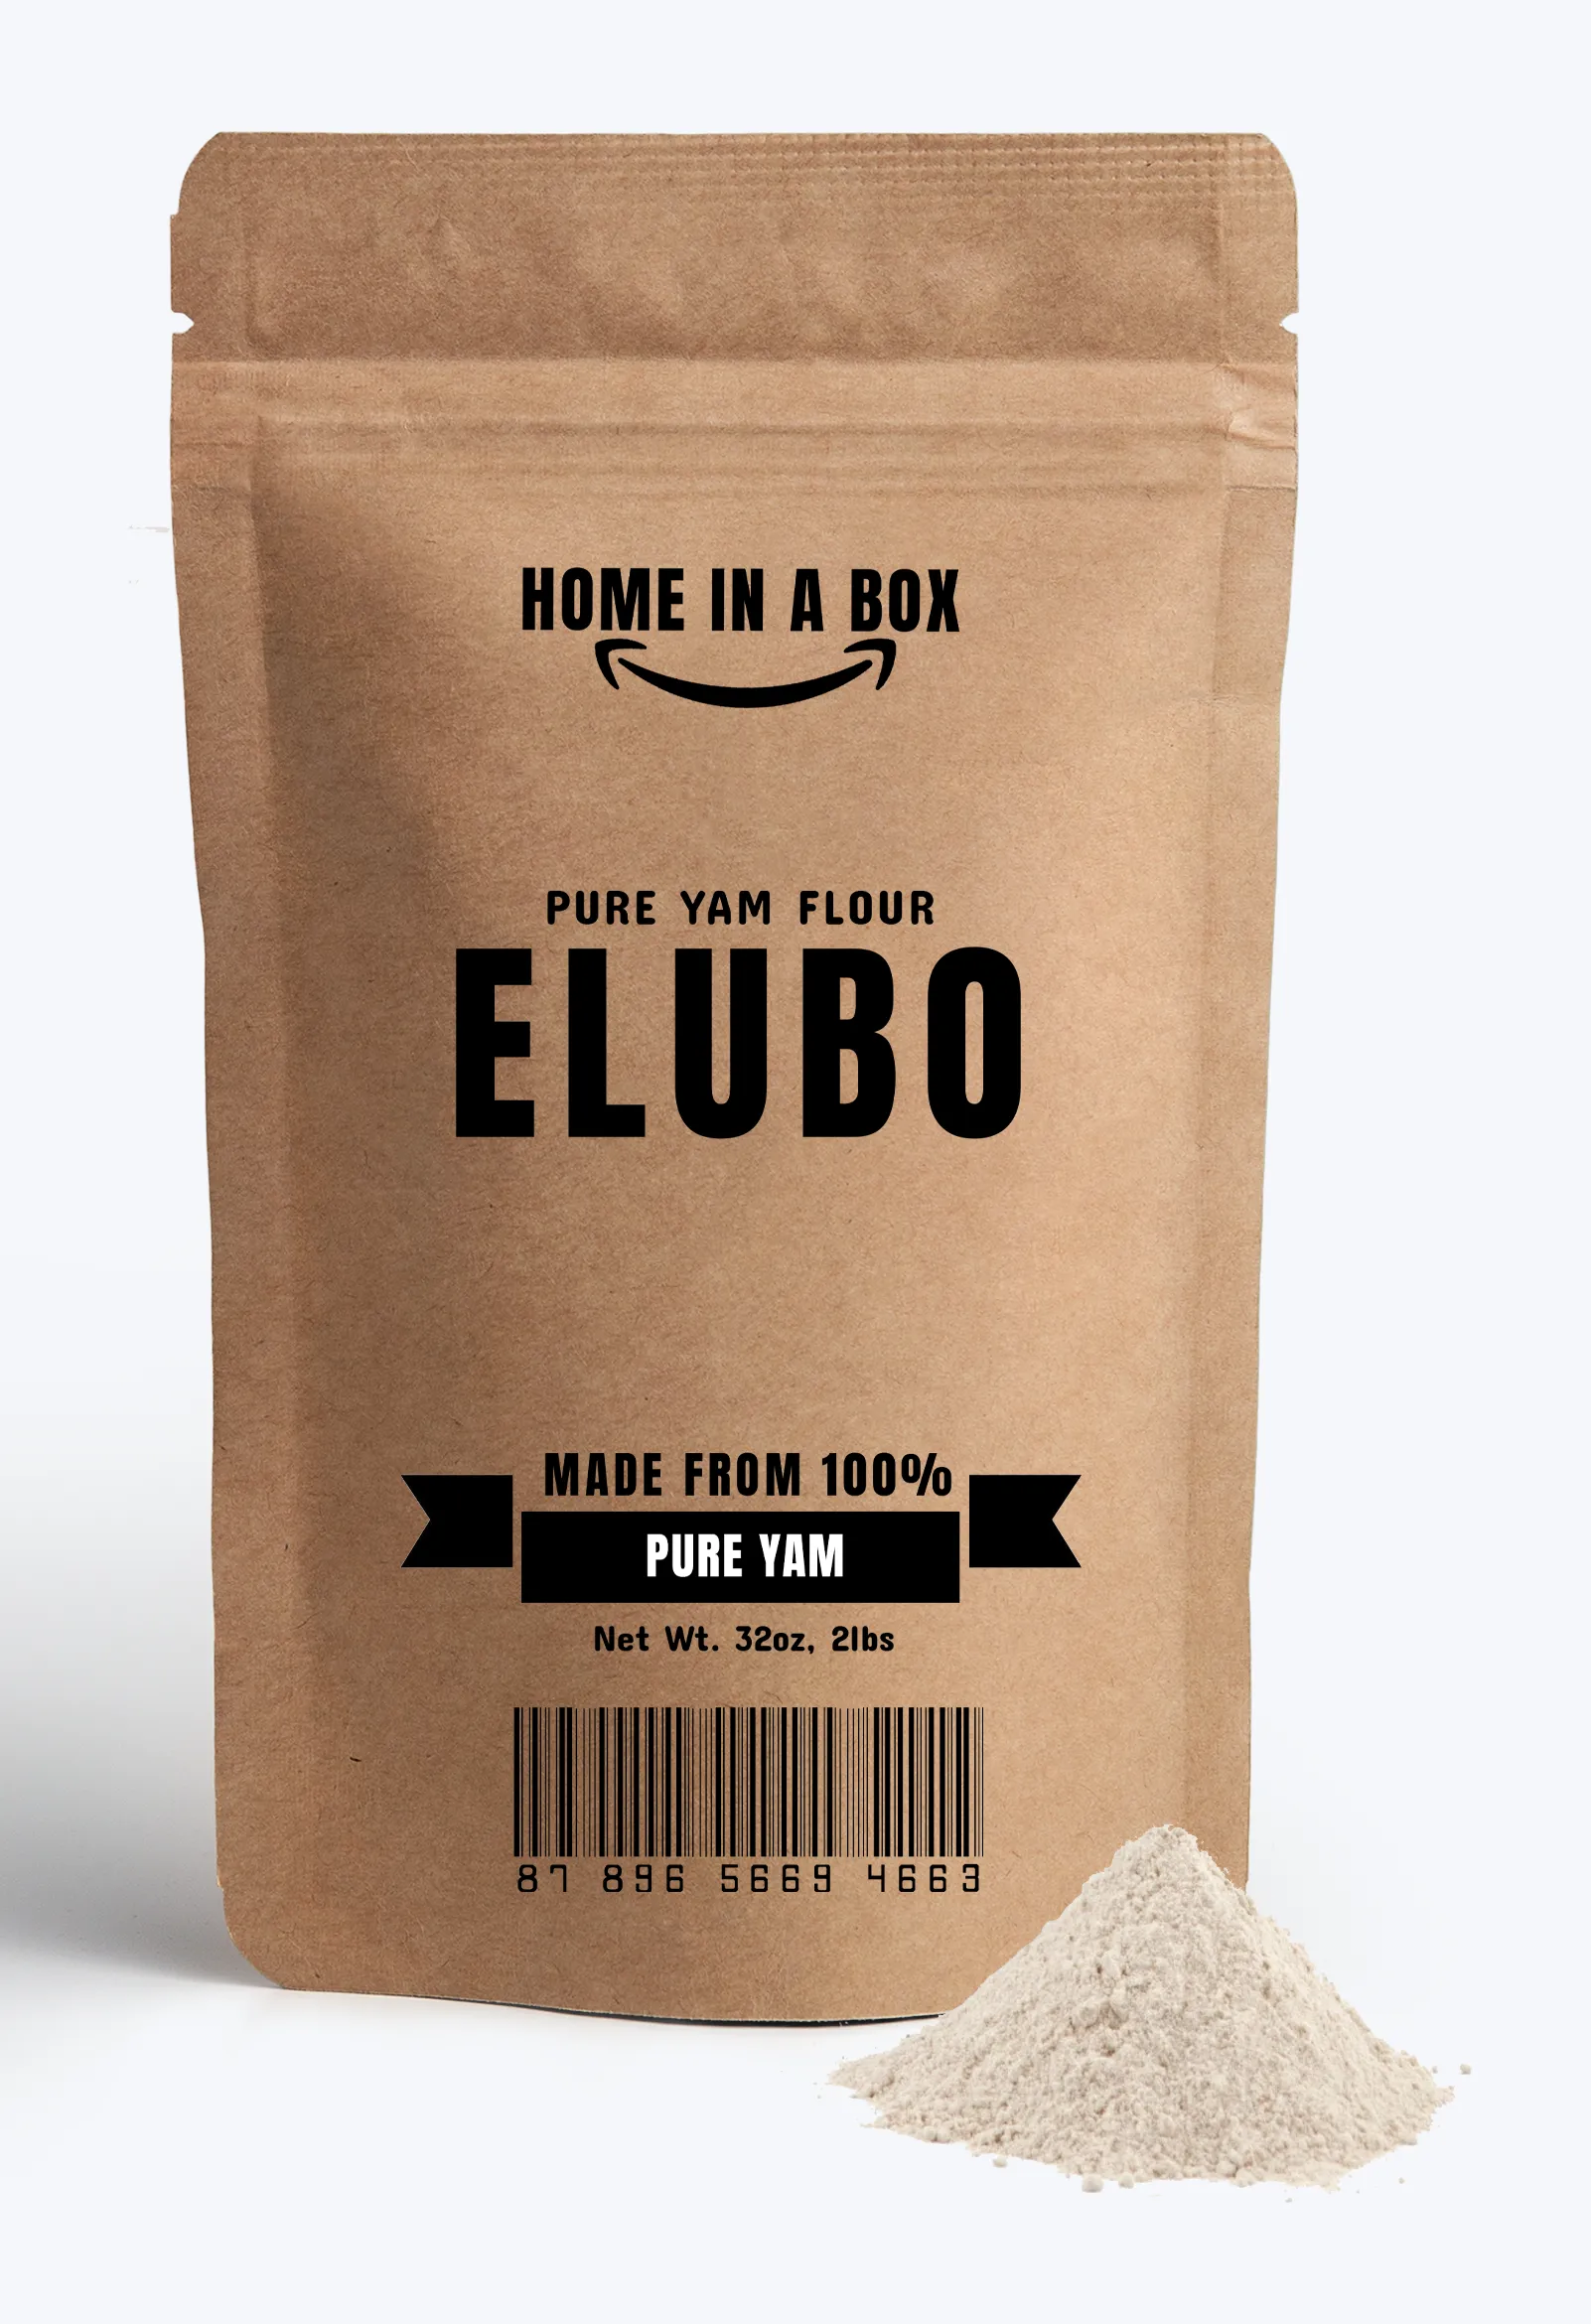 HOME IN A BOX
PURE YAM FLOUR
ELUBO
MADE FROM 100%
PURE YAM
Net Wt. 32oz, 2lbs
87 896 5669 4663